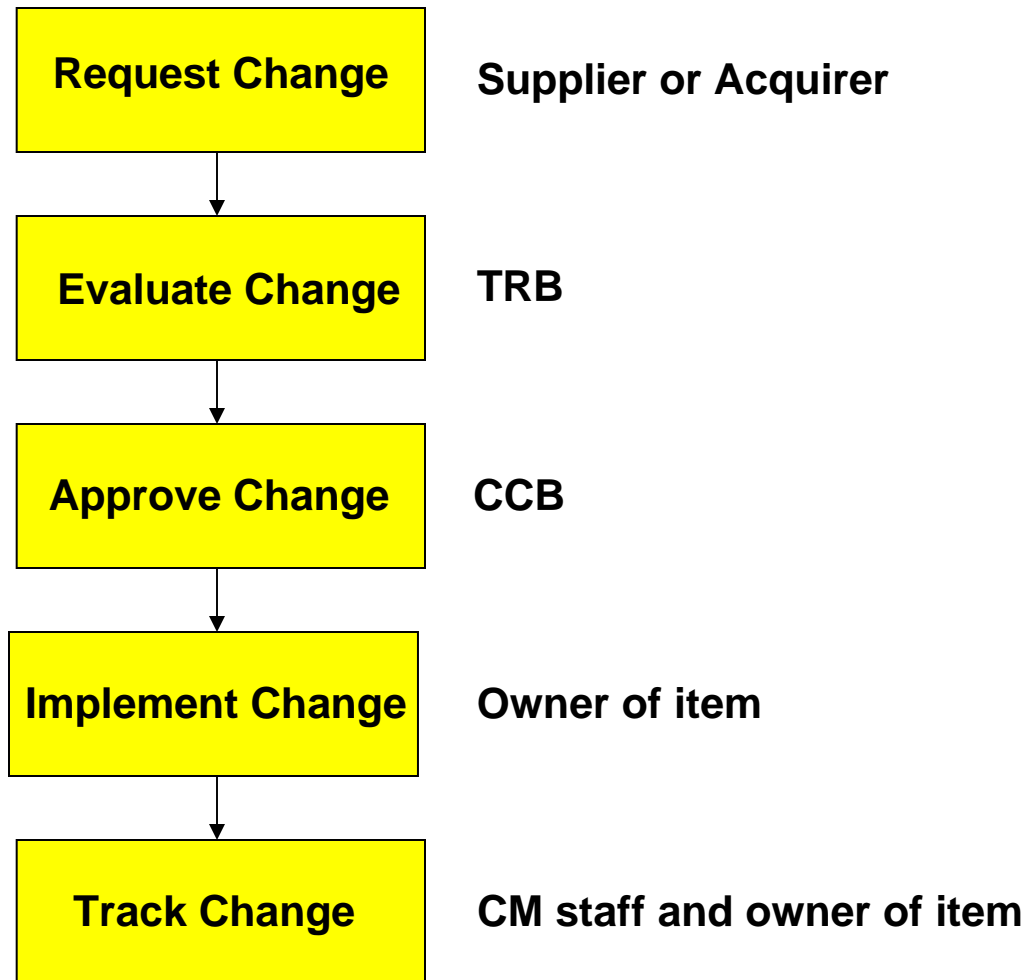 Request Change
Supplier or Acquirer
Evaluate Change
TRB
Approve Change
CCB
Implement Change
Owner of item
Track Change
CM staff and owner of item